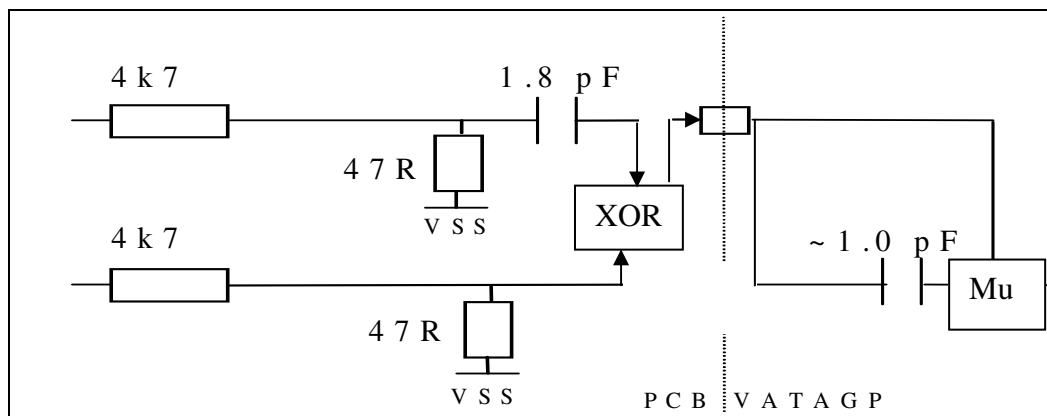 4k7
1.8 pF
47R
VSS
XOR
4k7
~1.0 pF
Mu
47R
VSS
PCB
VATAGP